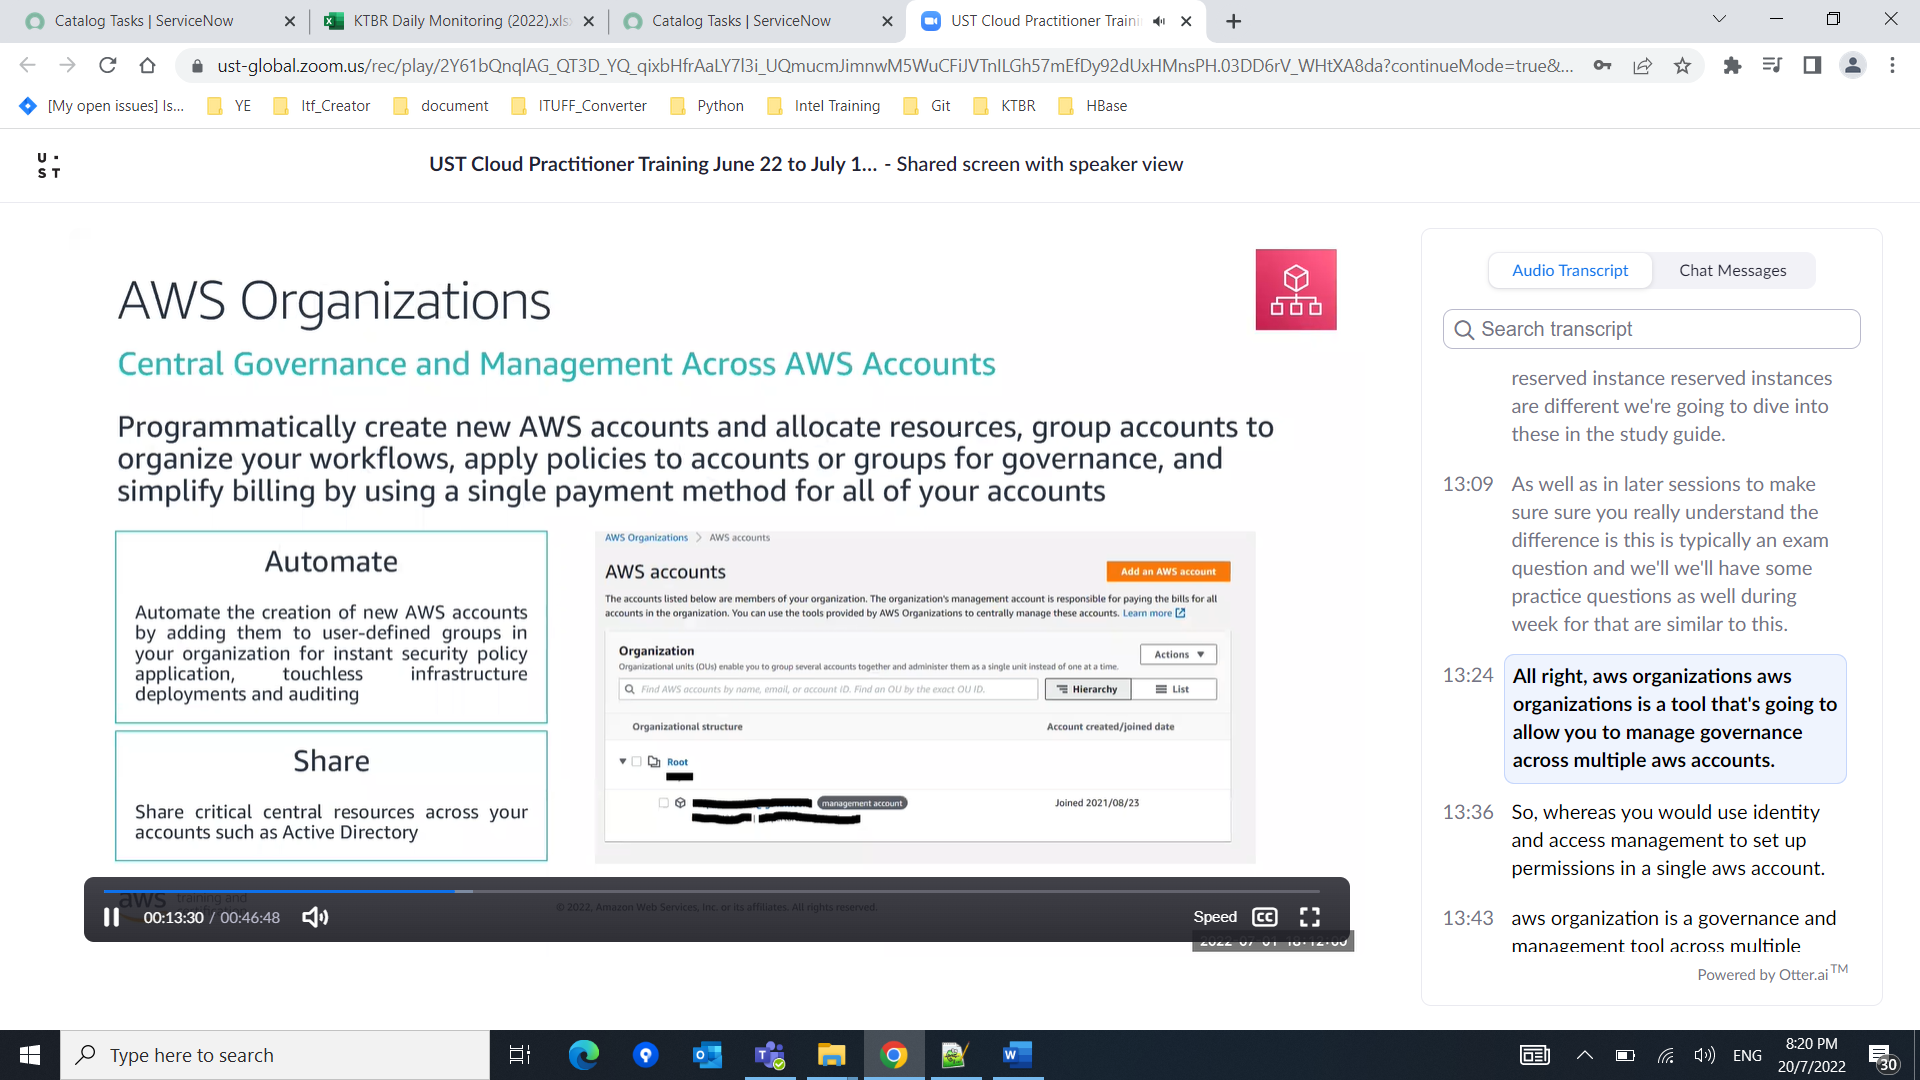 Catalog Tasks | ServiceNow
KTBR Daily Monitoring (2022).xls
Catalog Tasks | ServiceNow
UST Cloud Practitioner Traini
ust-global.zoom.us/rec/play/2Y61bQnqlAG_QT3D_YQ_qixbHfrAaLY7l3i_UQmucmJimnwM5WuCFiJVTnILGh57mEfDy92dUxHMnsPH.03DD6rV_WHtXA8da?continueMode=true&...
[My open issues] Is...
YE
Itf_Creator
document
ITUFF_Converter
Python
Intel Training
Git
KTBR
HBase
U · S T
UST Cloud Practitioner Training June 22 to July 1... - Shared screen with speaker view
AWS Organizations
Central Governance and Management Across AWS Accounts
Programmatically create new AWS accounts and allocate resources, group accounts to
organize your workflows, apply policies to accounts or groups for governance, and
simplify billing by using a single payment method for all of your accounts
Automate
Automate the creation of new AWS accounts
by adding them to user-defined groups in
your organization for instant security policy
application, touchless infrastructure
deployments and auditing
Share
Share critical central resources across your
accounts such as Active Directory
AWS Organizations > AWS accounts
AWS accounts
Add an AWS account
The accounts listed below are members of your organization. The organization's management account is responsible for paying the bills for all
accounts in the organization. You can use the tools provided by AWS Organizations to centrally manage these accounts. Learn more
Organization
Actions
Organizational units (OUs) enable you to group several accounts together and administer them as a single unit instead of one at a time.
Find AWS accounts by name, email, or account ID. Find an OU by the exact OU ID.
Hierarchy
List
Organizational structure
Account created/joined date
Root
management account
Joined 2021/08/23
aws training and
certification
© 2022, Amazon Web Services, Inc. or its affiliates. All rights reserved.
00:13:30 / 00:46:48
Speed
CC
Audio Transcript
Chat Messages
Search transcript
reserved instance reserved instances
are different we're going to dive into
these in the study guide.
13:09
As well as in later sessions to make
sure sure you really understand the
difference is this is typically an exam
question and we'll we'll have some
practice questions as well during
week for that are similar to this.
13:24
All right, aws organizations aws
organizations is a tool that's going to
allow you to manage governance
across multiple aws accounts.
13:36
So, whereas you would use identity
and access management to set up
permissions in a single aws account.
13:43
aws organization is a governance and
management tool across multiple
Powered by Otter.ai TM
Type here to search
ENG
8:20 PM
20/7/2022
30